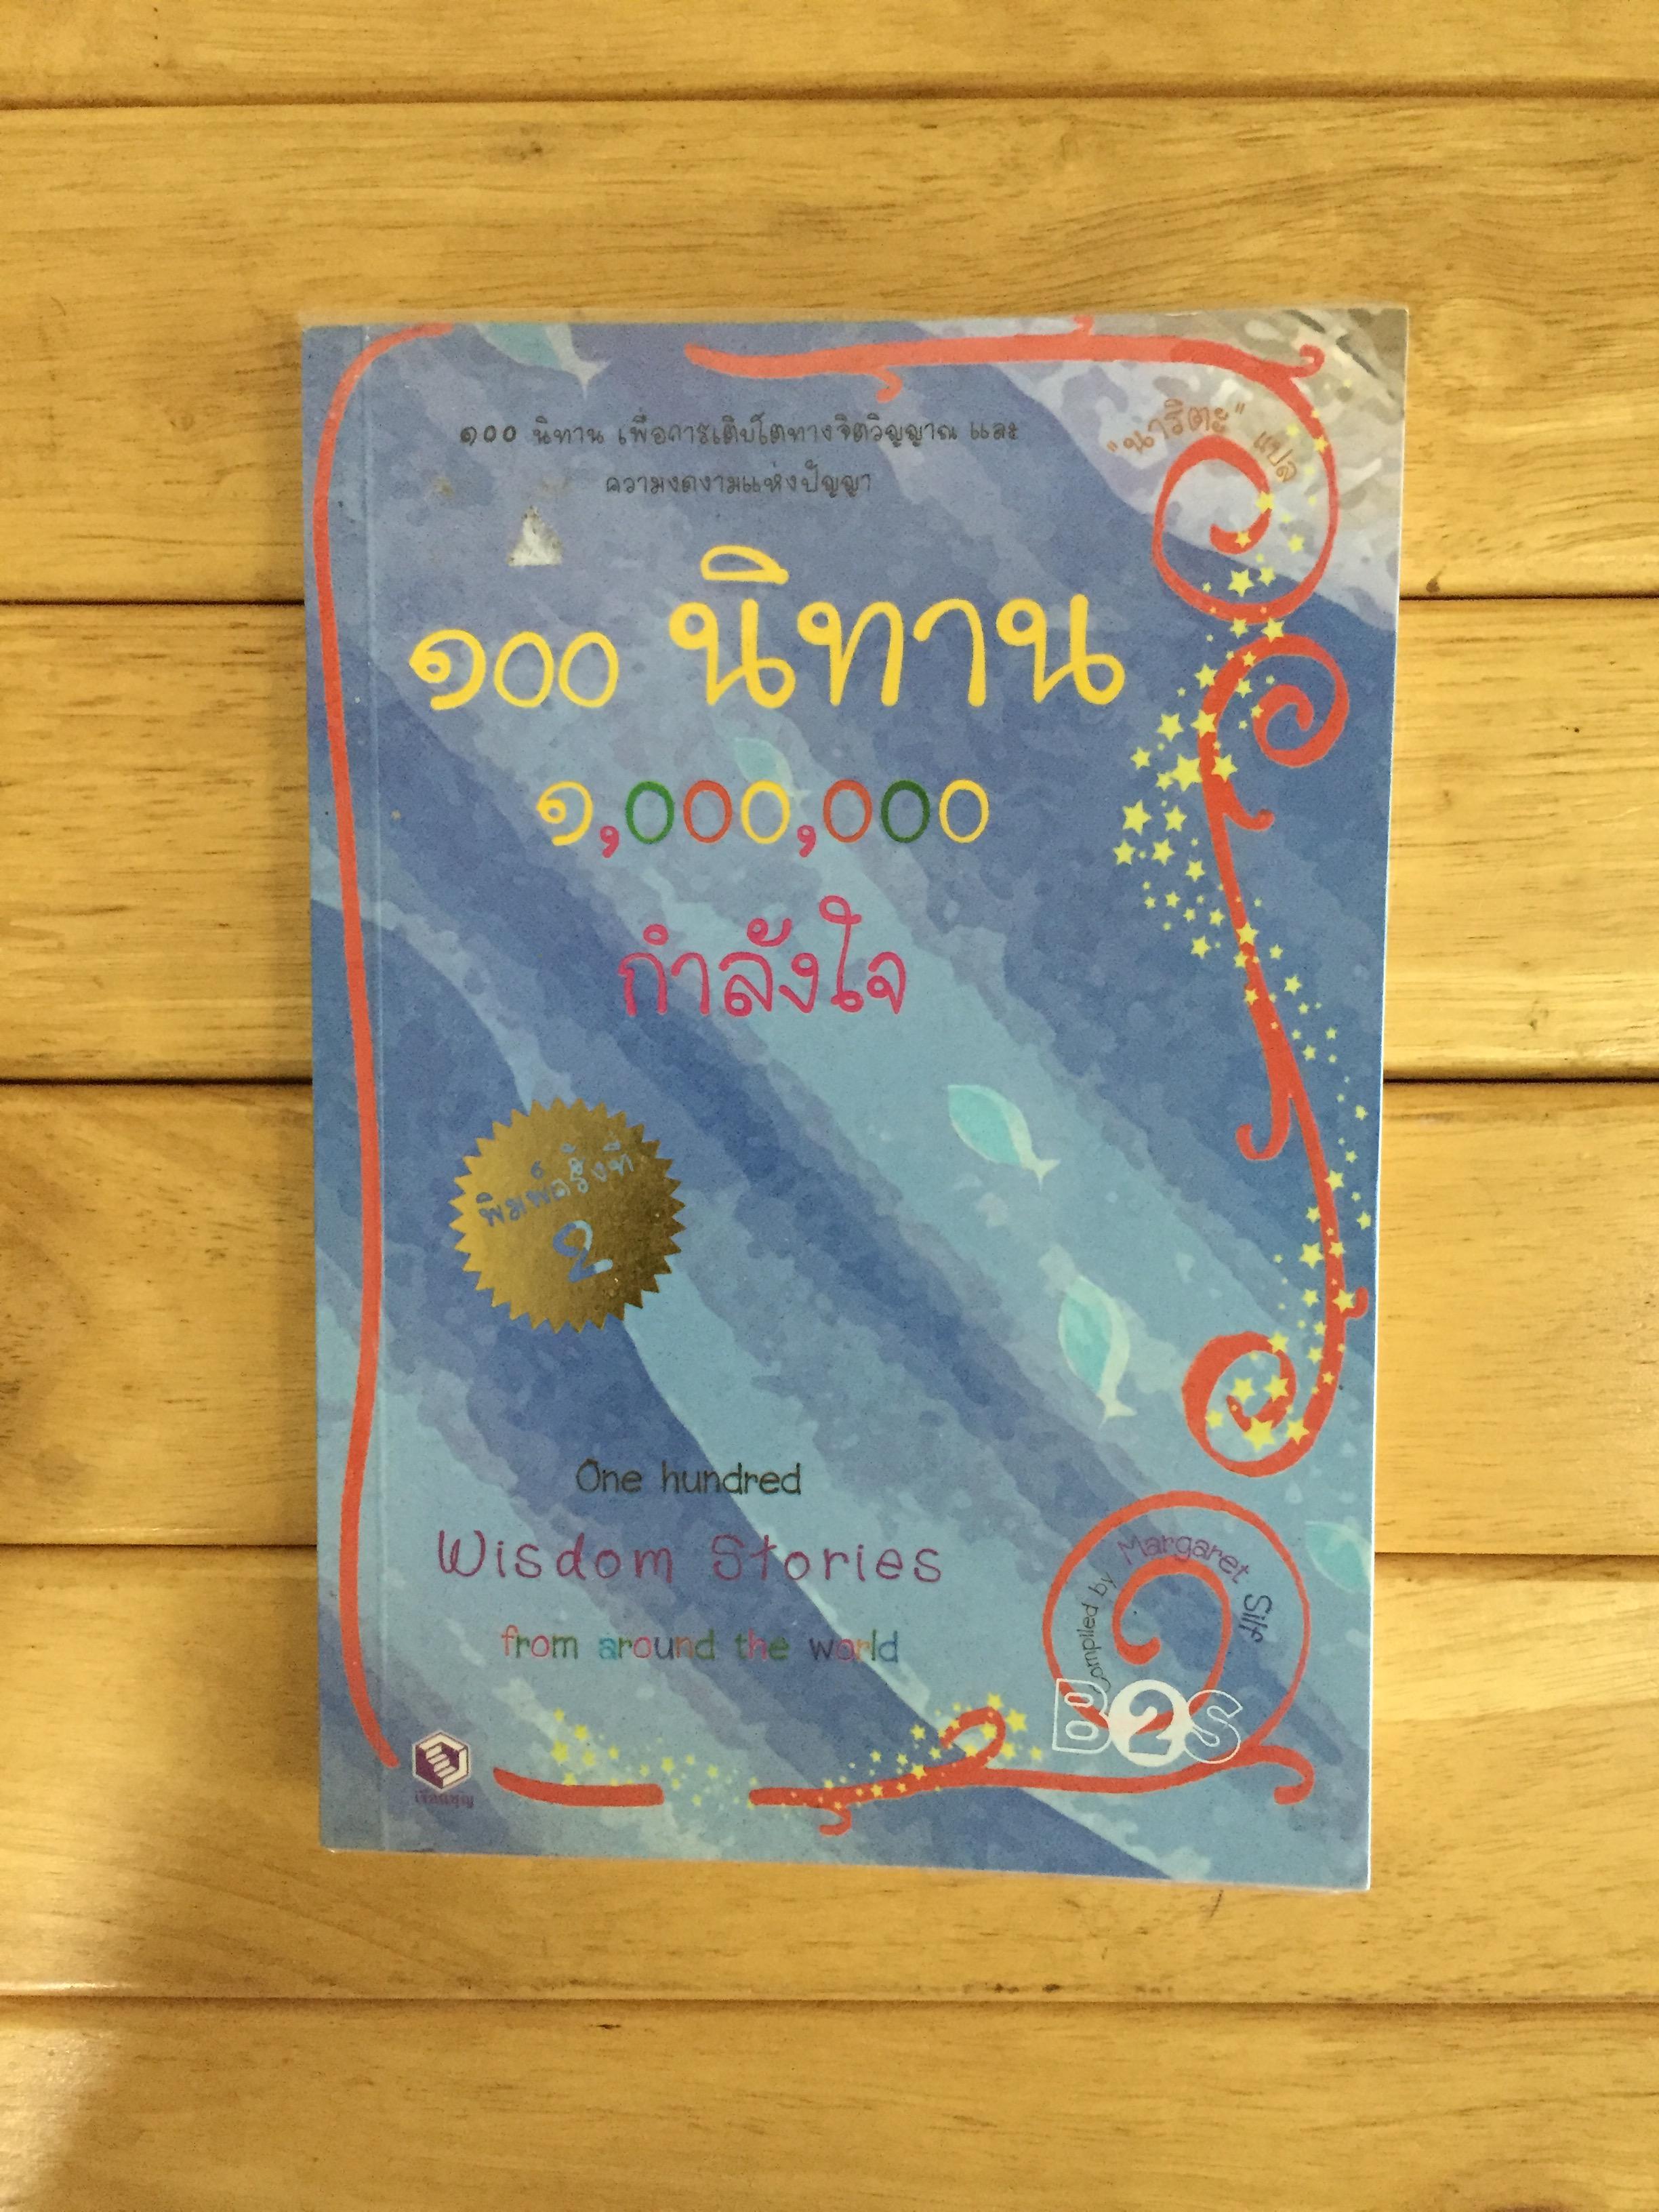 ๑๐๐ นิทาน เพื่อการเติบโตทางจิตวิญญาณ และ
ความงดงามแห่งปัญญา
"นาริตะ" แปล
๑๐๐ นิทาน
๑,๐๐๐,๐๐๐
กำลังใจ
พิมพ์ครั้งที่
๒
One hundred
Wisdom Stories
from around the world
compiled by Margaret Silf
B2S